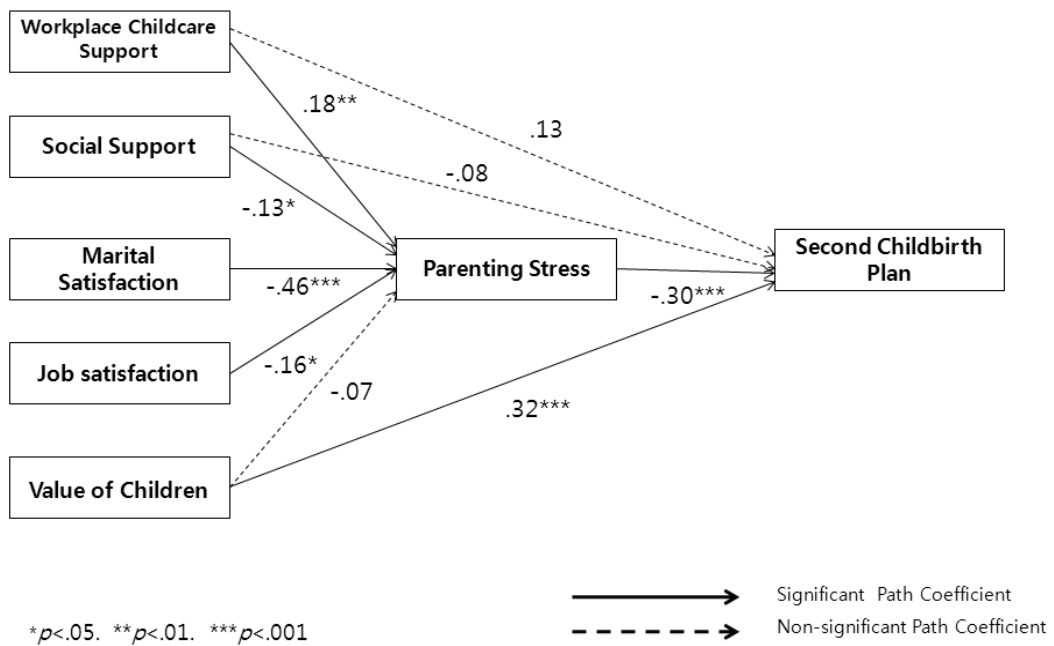 Workplace Childcare
Support
.18**
.13
Social Support
-.08
-.13*
Marital
Satisfaction
Parenting Stress
Second Childbirth
Plan
-.46***
-.30***
Job satisfaction
-.16*
-.07
.32***
Value of Children
Significant Path Coefficient
Non-significant Path Coefficient
*p<.05. **p<.01. ***p<.001